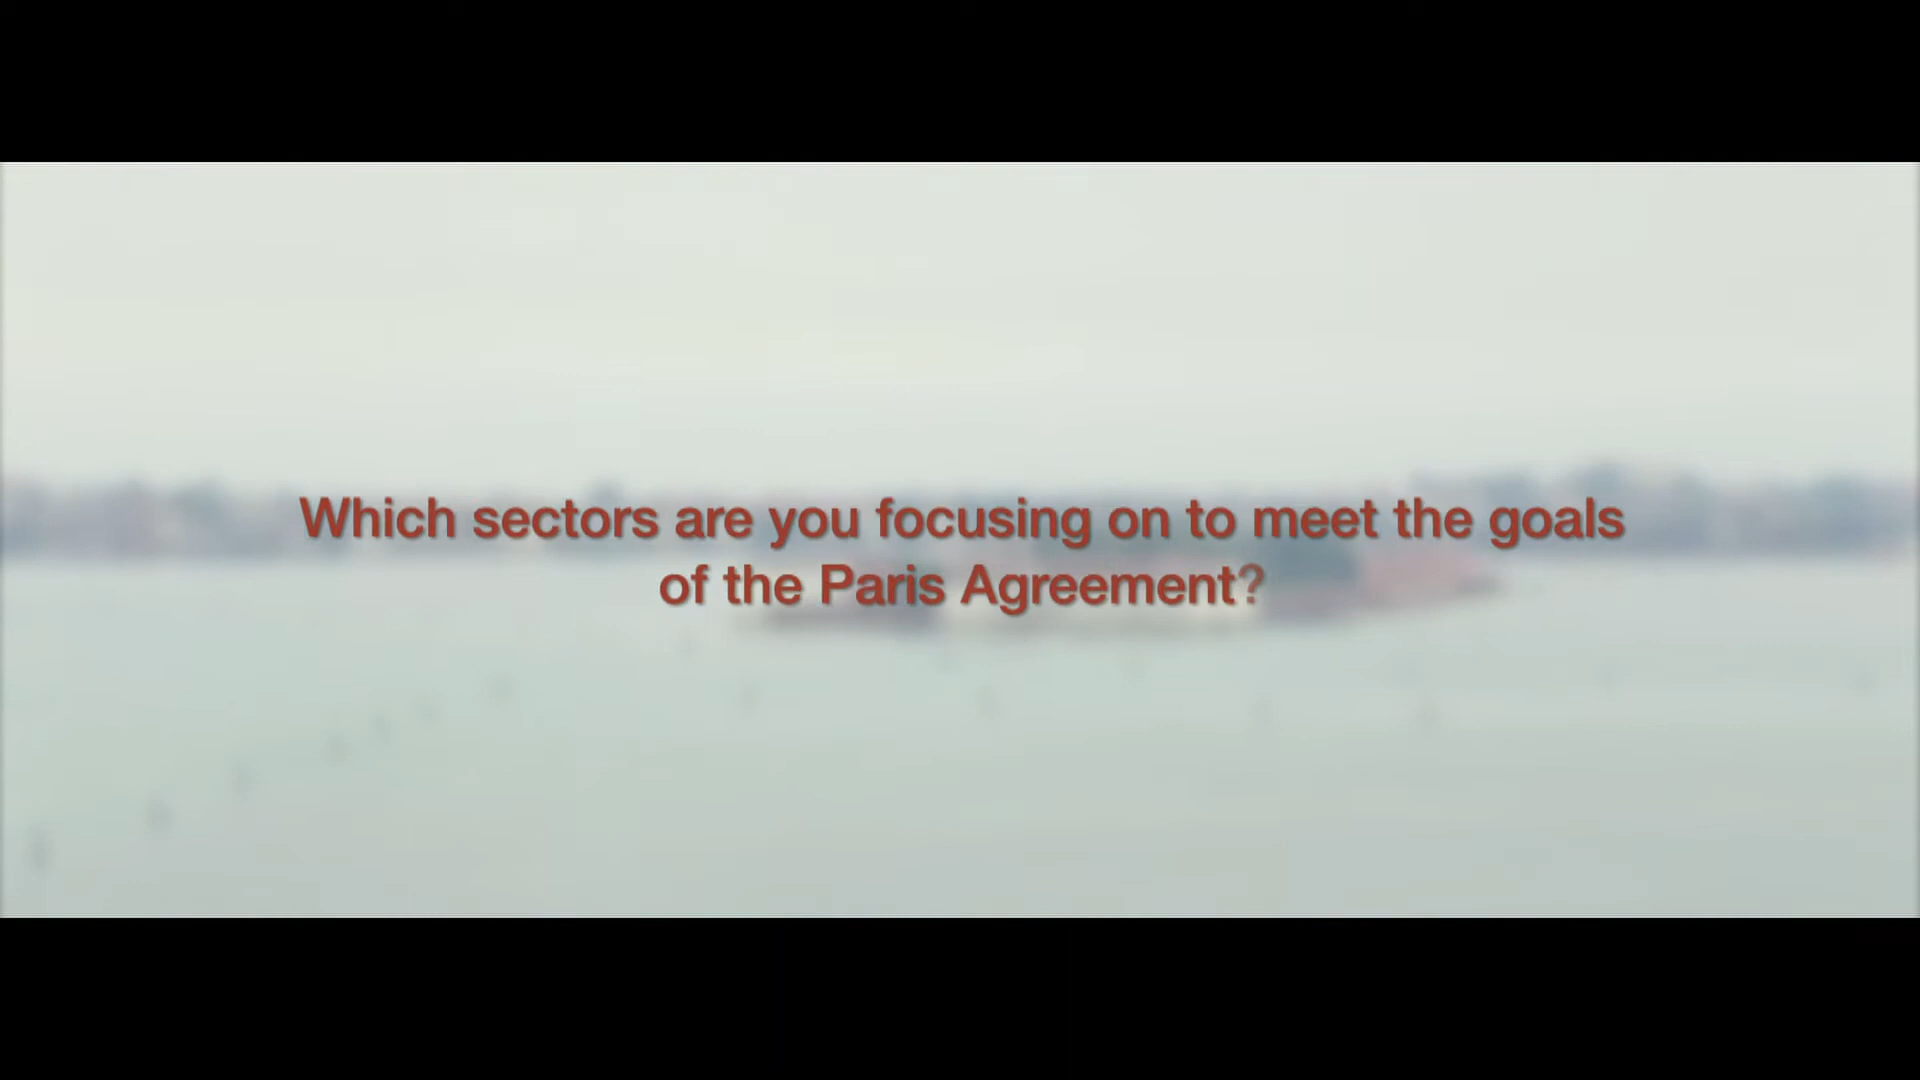 Which sectors are you focusing on to meet the goals
of the Paris Agreement?